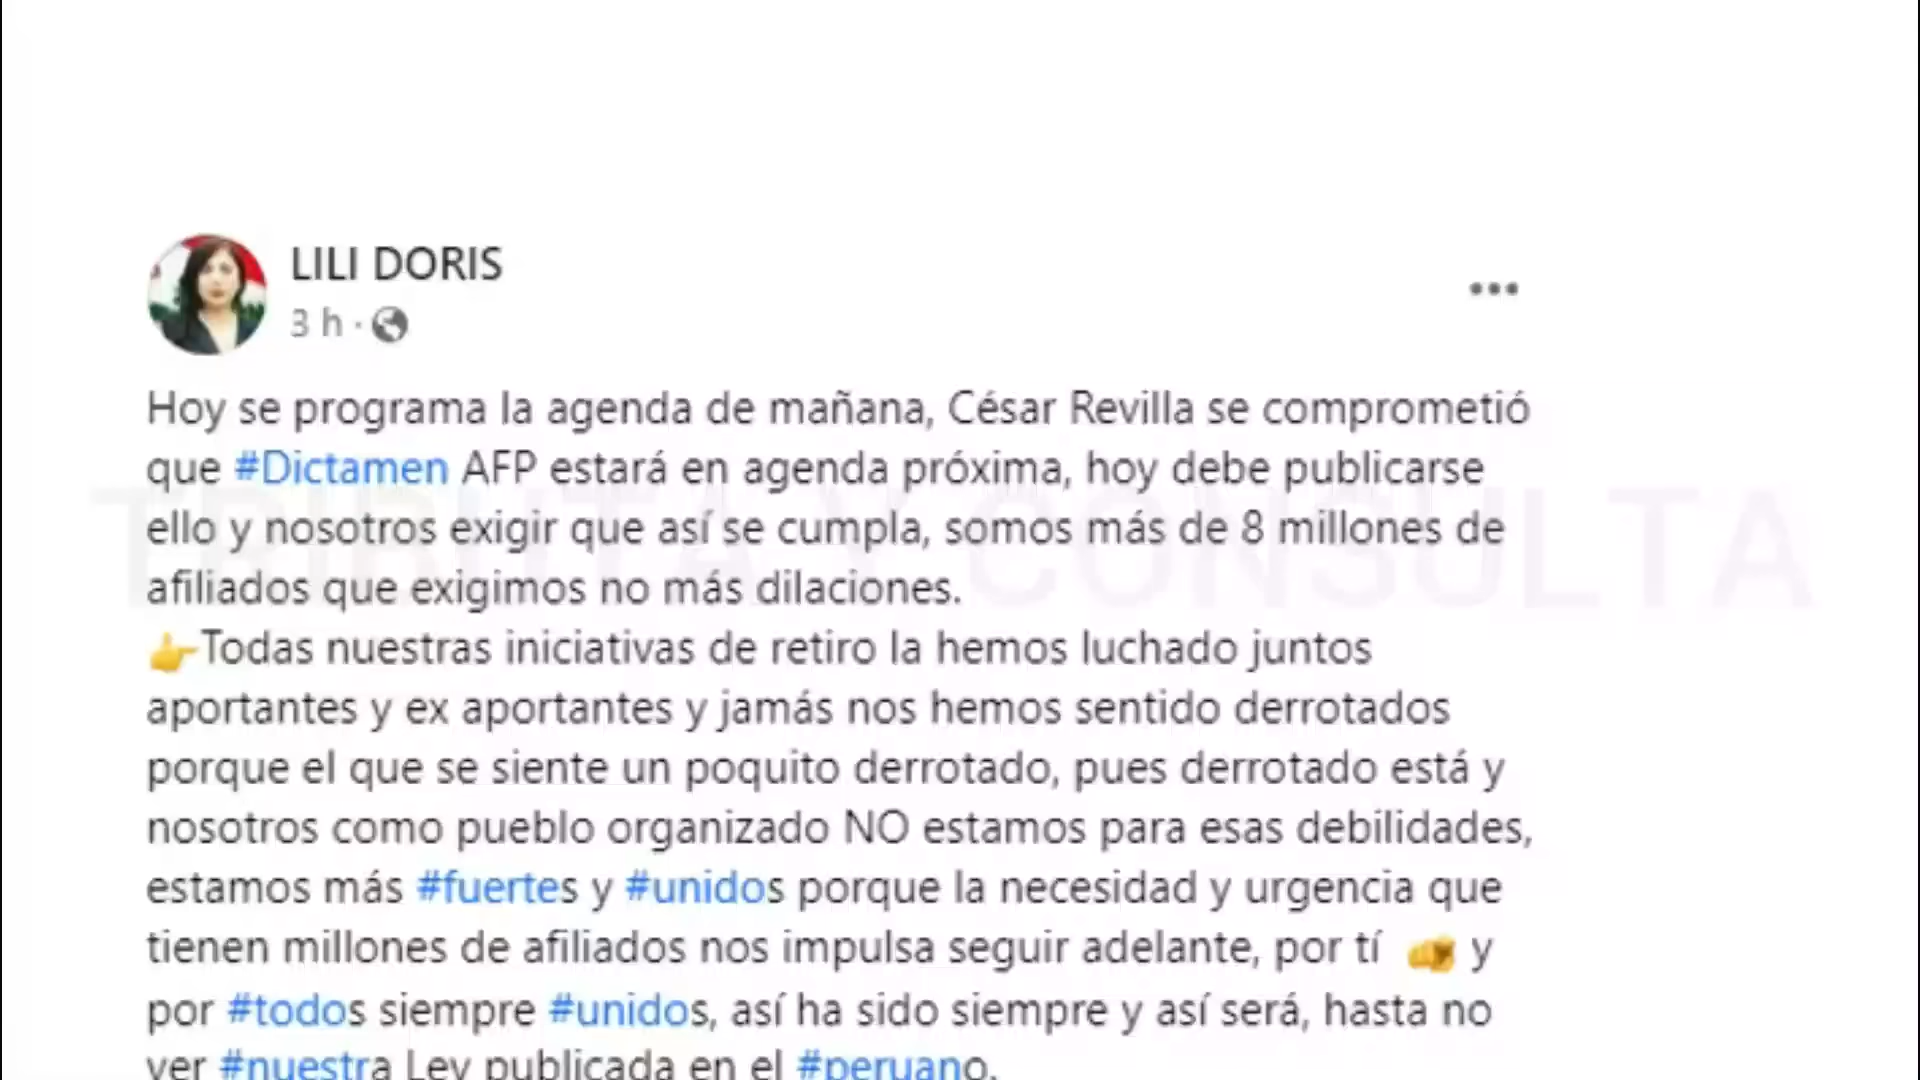 LILI DORIS
3 h ·
Hoy se programa la agenda de mañana, César Revilla se comprometió
que #Dictamen AFP estará en agenda próxima, hoy debe publicarse
ello y nosotros exigir que así se cumpla, somos más de 8 millones de
afiliados que exigimos no más dilaciones.
👉Todas nuestras iniciativas de retiro la hemos luchado juntos
aportantes y ex aportantes y jamás nos hemos sentido derrotados
porque el que se siente un poquito derrotado, pues derrotado está y
nosotros como pueblo organizado NO estamos para esas debilidades,
estamos más #fuertes y #unidos porque la necesidad y urgencia que
tienen millones de afiliados nos impulsa seguir adelante, por tí 🫵 y
por #todos siempre #unidos, así ha sido siempre y así será, hasta no
ver #nuestra Ley publicada en el #peruano.
TRIBUTA Y CONSULTA